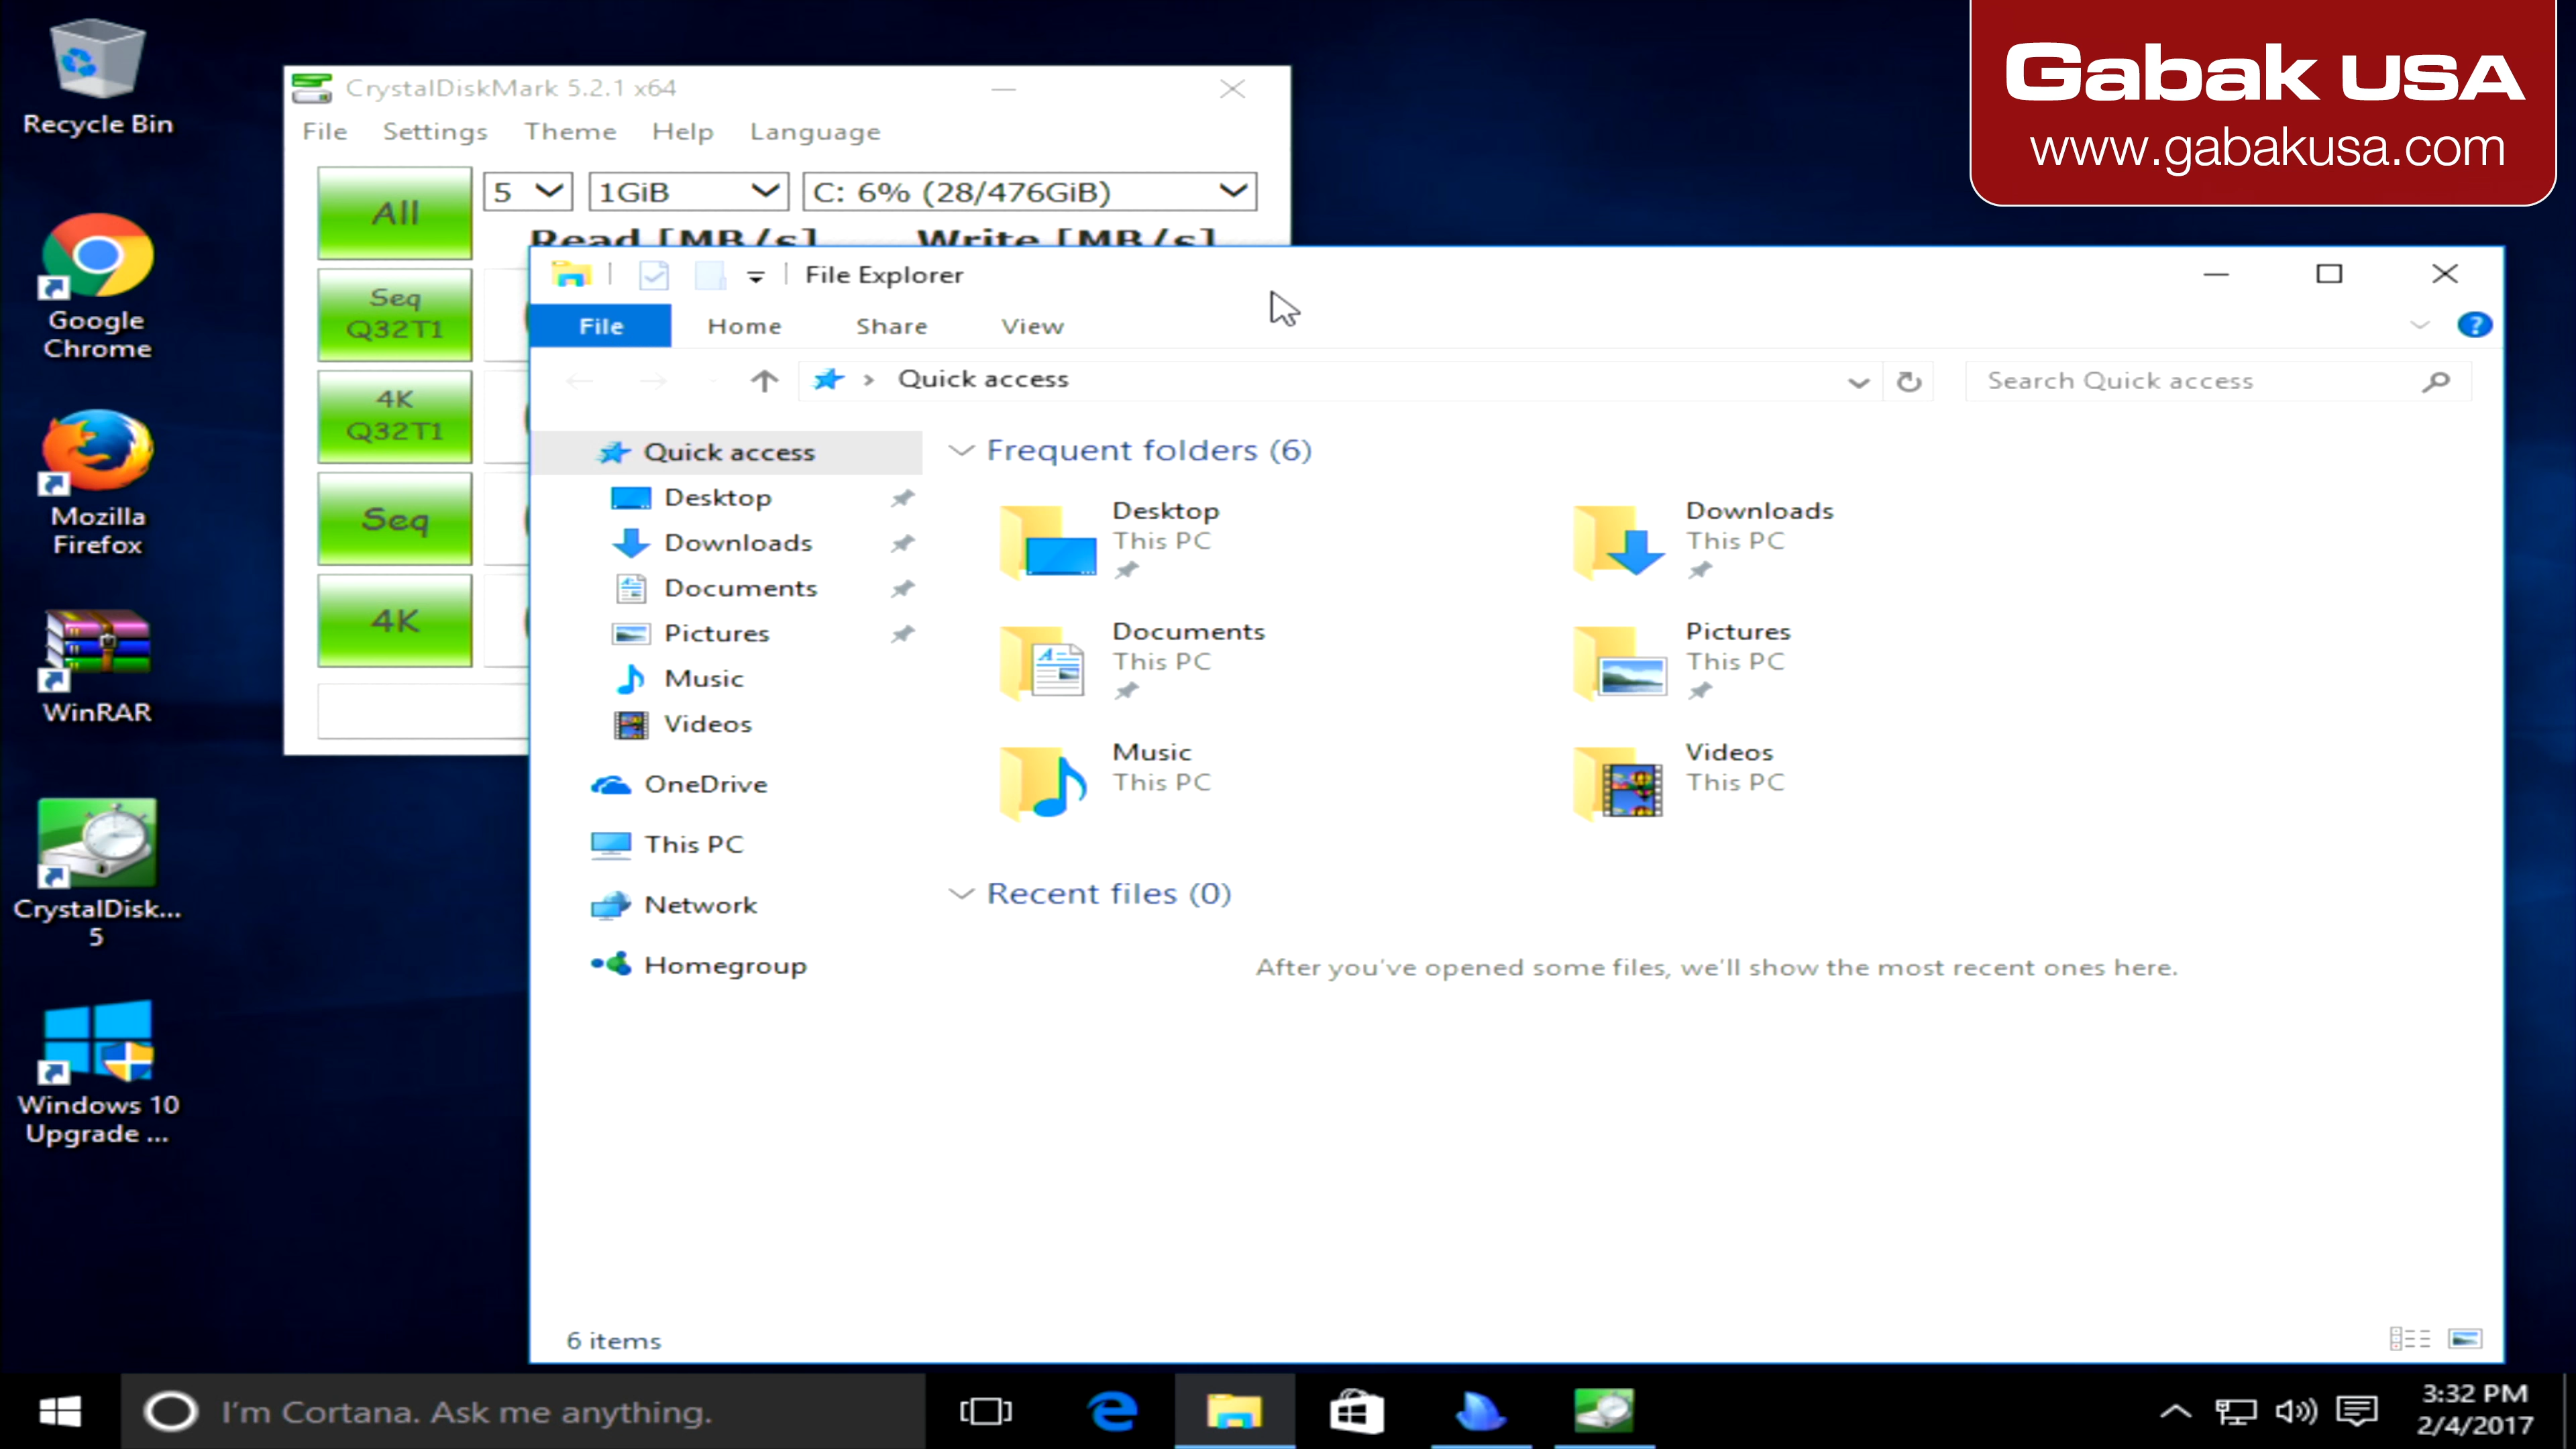 Recycle Bin
Google
Chrome
Mozilla
Firefox
WinRAR
CrystalDisk...
5
Windows 10
Upgrade ...
CrystalDiskMark 5.2.1 x64
File Settings Theme Help Language
All 5 1GiB C: 6% (28/476GiB)
Read [MB/s] Write [MB/s]
Seq
Q32T1
4K
Q32T1
Seq
4K
Gabak USA
www.gabakusa.com
File Explorer
File Home Share View
Quick access
Search Quick access
Quick access
Desktop
Downloads
Documents
Pictures
Music
Videos
OneDrive
This PC
Network
Homegroup
Frequent folders (6)
Desktop
This PC
Downloads
This PC
Documents
This PC
Pictures
This PC
Music
This PC
Videos
This PC
Recent files (0)
After you've opened some files, we'll show the most recent ones here.
6 items
I'm Cortana. Ask me anything.
3:32 PM
2/4/2017